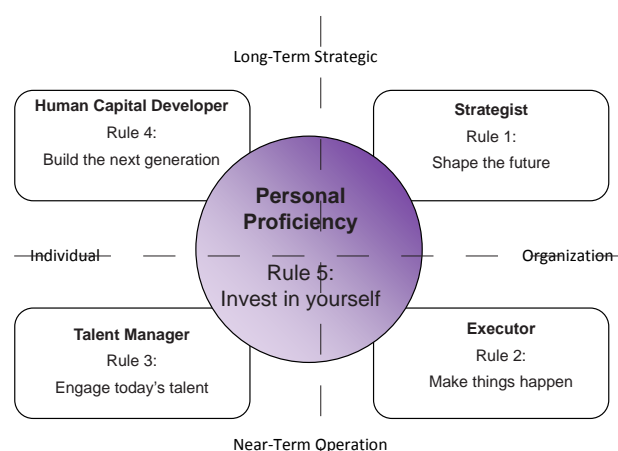 Long-Term Strategic
Human Capital Developer
Rule 4:
Build the next generation
Strategist
Rule 1:
Shape the future
Personal
Proficiency
Rule 5:
Invest in yourself
Individual
Organization
Talent Manager
Rule 3:
Engage today’s talent
Executor
Rule 2:
Make things happen
Near-Term Operation